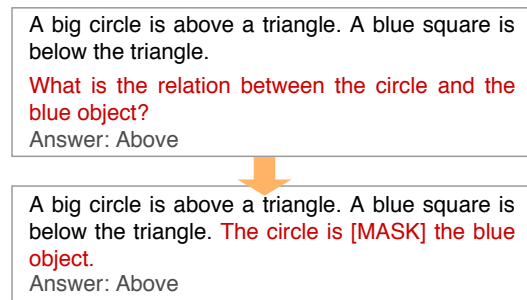 A big circle is above a triangle. A blue square is
below the triangle.
What is the relation between the circle and the
blue object?
Answer: Above
A big circle is above a triangle. A blue square is
below the triangle. The circle is [MASK] the blue
object.
Answer: Above